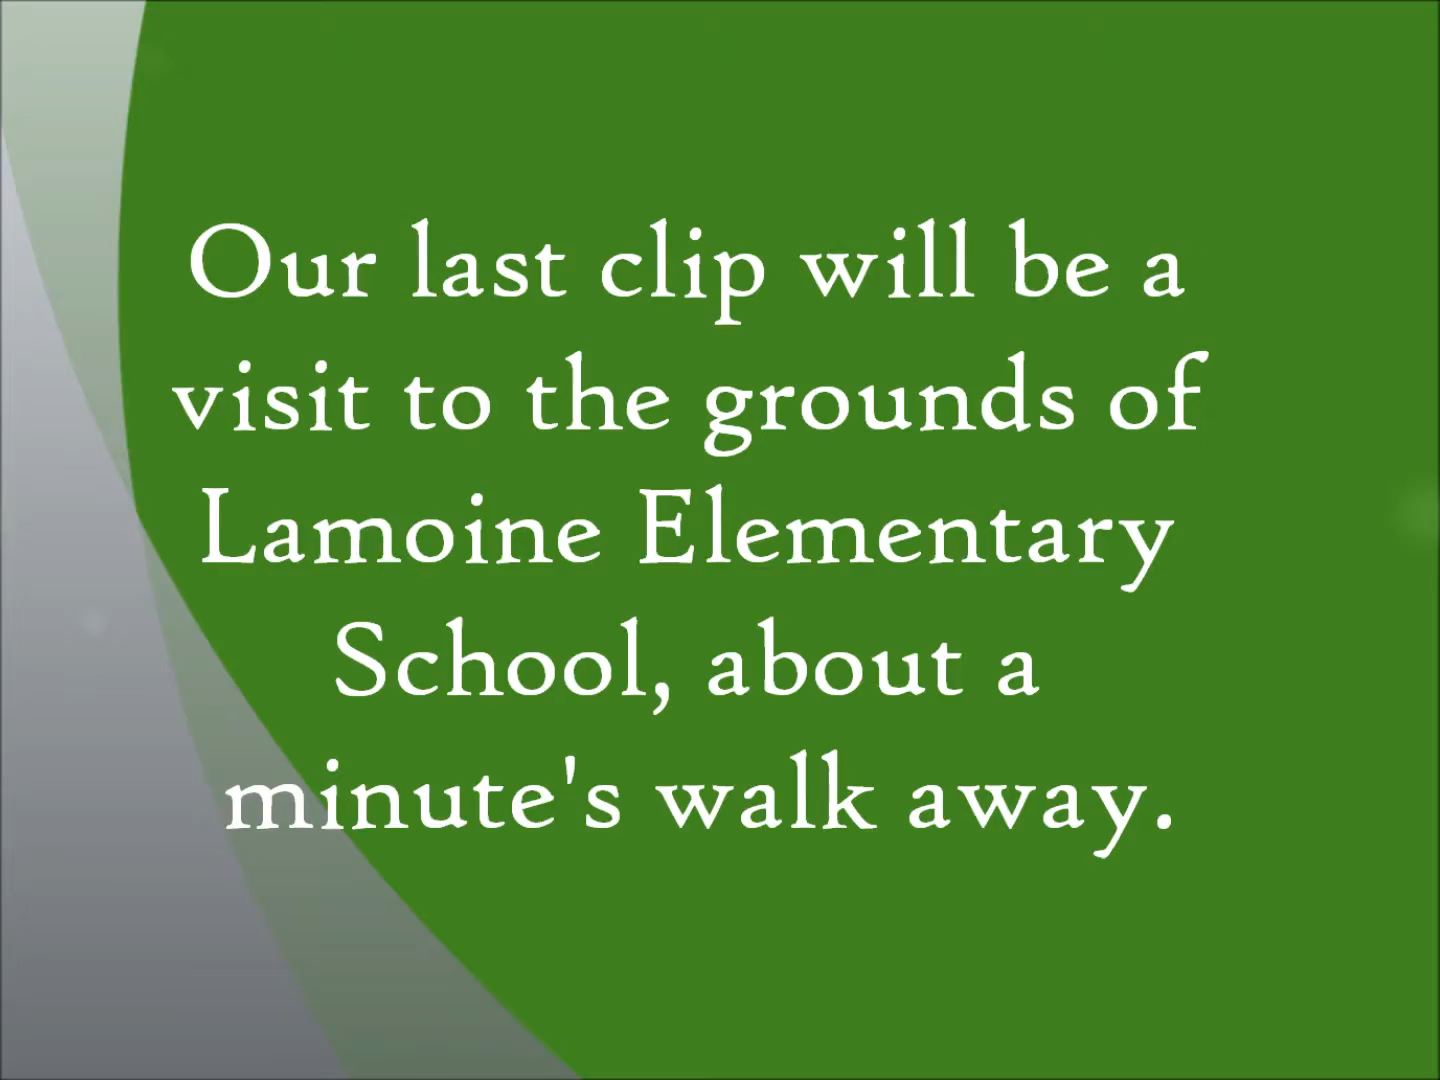 Our last clip will be a
visit to the grounds of
Lamoine Elementary
School, about a
minute's walk away.